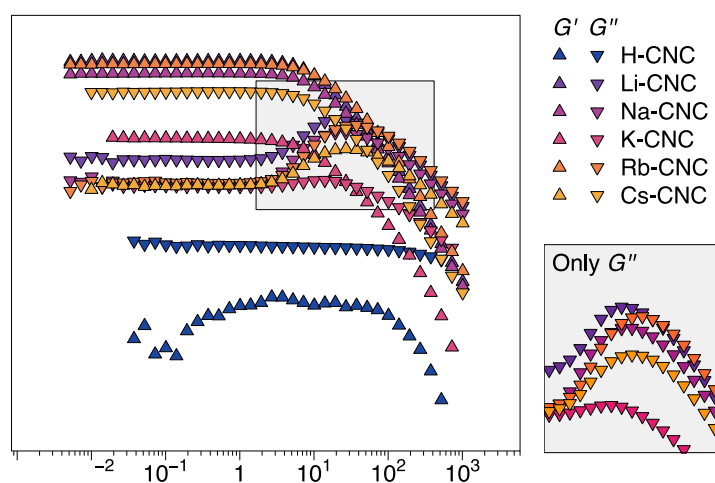 G′ G″
H-CNC
Li-CNC
Na-CNC
K-CNC
Rb-CNC
Cs-CNC
Only G″
−2 10⁻¹ 1 10¹ 10² 10³